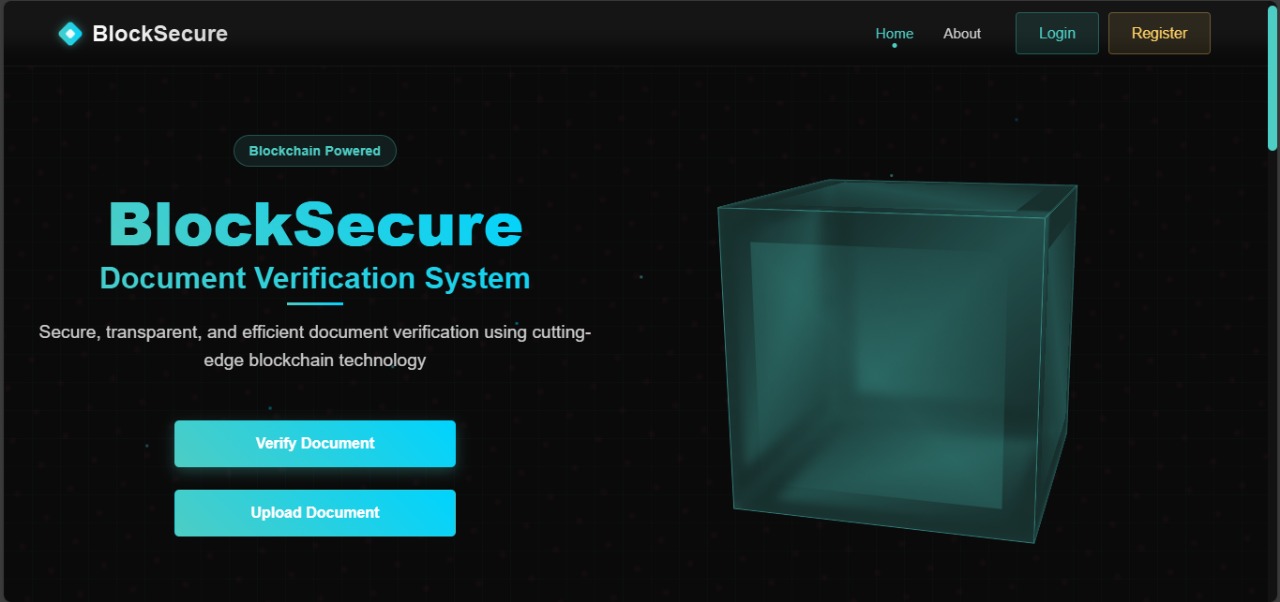 BlockSecure
Home
About
Login
Register
Blockchain Powered
BlockSecure
Document Verification System
Secure, transparent, and efficient document verification using cutting-
edge blockchain technology
Verify Document
Upload Document